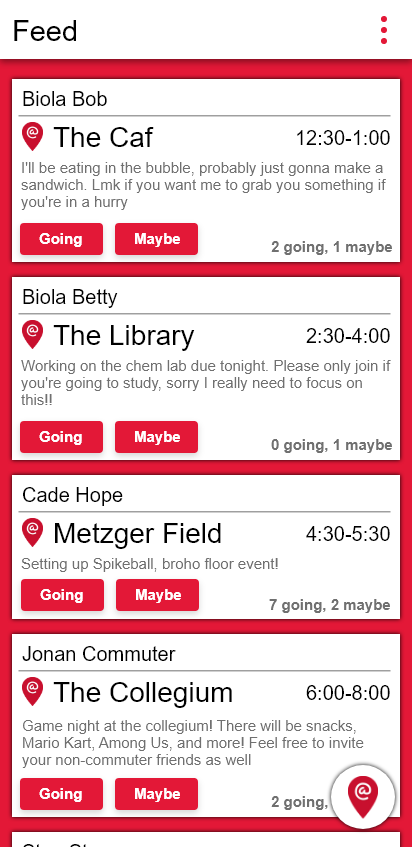 Feed
Biola Bob
@ The Caf 12:30-1:00
I'll be eating in the bubble, probably just gonna make a
sandwich. Lmk if you want me to grab you something if
you're in a hurry
Going Maybe 2 going, 1 maybe
Biola Betty
@ The Library 2:30-4:00
Working on the chem lab due tonight. Please only join if
you're going to study, sorry I really need to focus on
this!!
Going Maybe 0 going, 1 maybe
Cade Hope
@ Metzger Field 4:30-5:30
Setting up Spikeball, broho floor event!
Going Maybe 7 going, 2 maybe
Jonan Commuter
@ The Collegium 6:00-8:00
Game night at the collegium! There will be snacks,
Mario Kart, Among Us, and more! Feel free to invite
your non-commuter friends as well
Going Maybe 2 going,
@